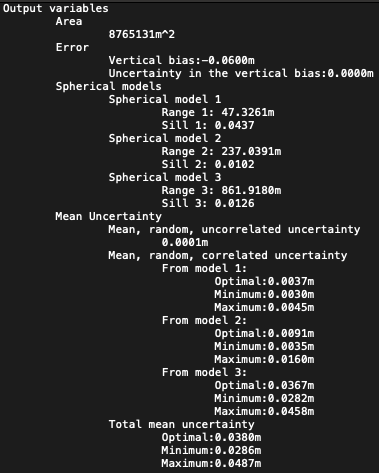 Output variables
Area
8765131m^2
Error
Vertical bias:-0.0600m
Uncertainty in the vertical bias:0.0000m
Spherical models
Spherical model 1
Range 1: 47.3261m
Sill 1: 0.0437
Spherical model 2
Range 2: 237.0391m
Sill 2: 0.0102
Spherical model 3
Range 3: 861.9180m
Sill 3: 0.0126
Mean Uncertainty
Mean, random, uncorrelated uncertainty
0.0001m
Mean, random, correlated uncertainty
From model 1:
Optimal:0.0037m
Minimum:0.0030m
Maximum:0.0045m
From model 2:
Optimal:0.0091m
Minimum:0.0035m
Maximum:0.0160m
From model 3:
Optimal:0.0367m
Minimum:0.0282m
Maximum:0.0458m
Total mean uncertainty
Optimal:0.0380m
Minimum:0.0286m
Maximum:0.0487m